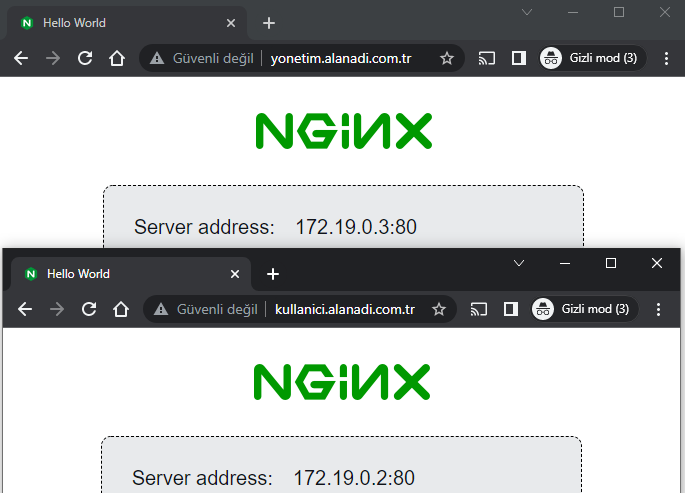 Hello World
Güvenli değil yonetim.alanadi.com.tr Gizli mod (3)
NGINX
Server address: 172.19.0.3:80
Hello World
Güvenli değil kullanici.alanadi.com.tr Gizli mod (3)
NGINX
Server address: 172.19.0.2:80